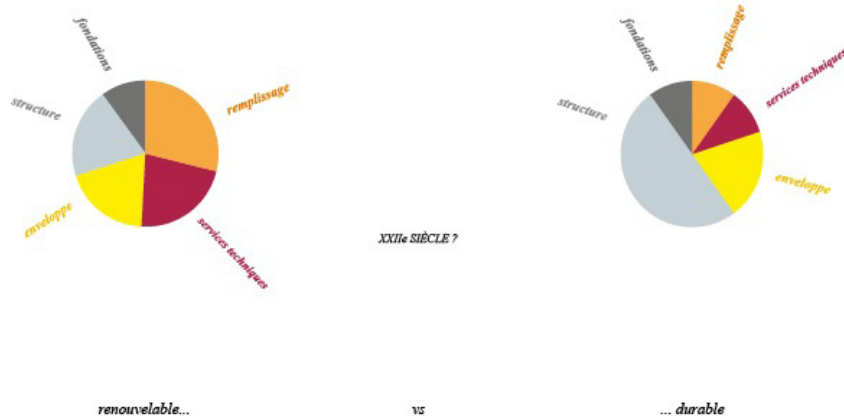 fondations
remplissage
structure
enveloppe
services techniques
fondations
remplissage
services techniques
structure
enveloppe
XXIIe SIÈCLE ?
renouvelable... vs ... durable